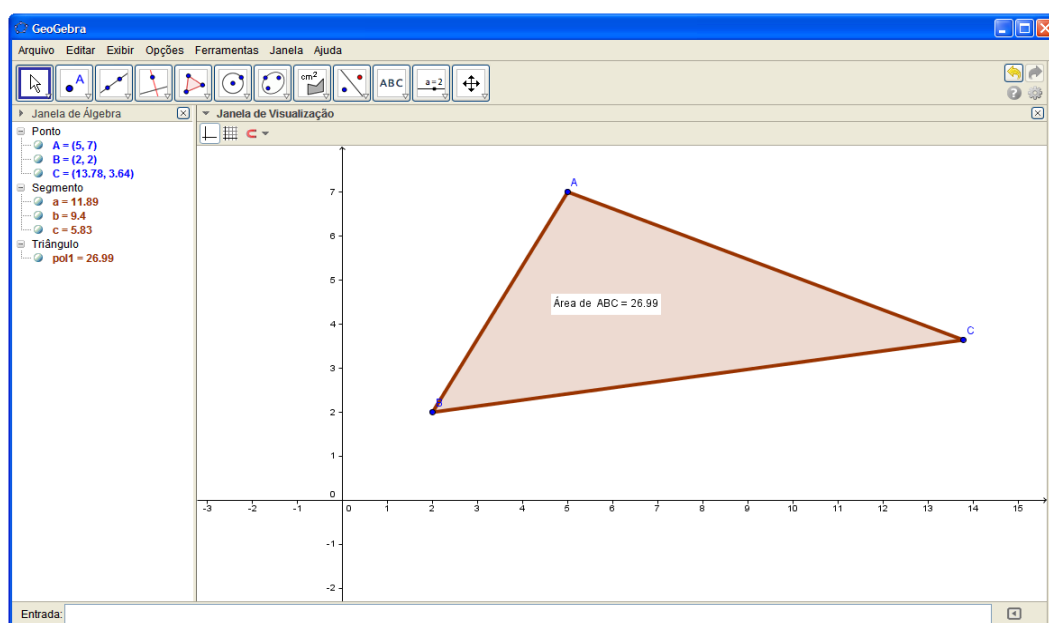 GeoGebra
Arquivo Editar Exibir Opções Ferramentas Janela Ajuda
A cm² ABC a=2
Janela de Álgebra
Ponto
A = (5, 7)
B = (2, 2)
C = (13.78, 3.64)
Segmento
a = 11.89
b = 9.4
c = 5.83
Triângulo
pol1 = 26.99
Janela de Visualização
A
7
6
5
Área de ABC = 26.99
4
C
3
B
2
1
0
-3 -2 -1 0 1 2 3 4 5 6 7 8 9 10 11 12 13 14 15
-1
-2
Entrada: